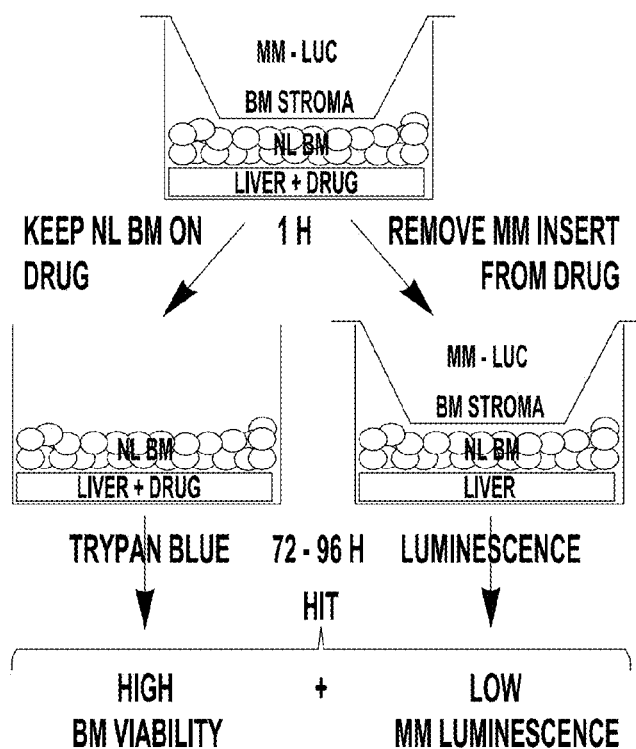 MM - LUC
BM STROMA
NL BM
LIVER + DRUG
KEEP NL BM ON
DRUG
1 H
REMOVE MM INSERT
FROM DRUG
NL BM
LIVER + DRUG
MM - LUC
BM STROMA
NL BM
LIVER
TRYPAN BLUE
72 - 96 H
LUMINESCENCE
HIT
HIGH
BM VIABILITY
+
LOW
MM LUMINESCENCE